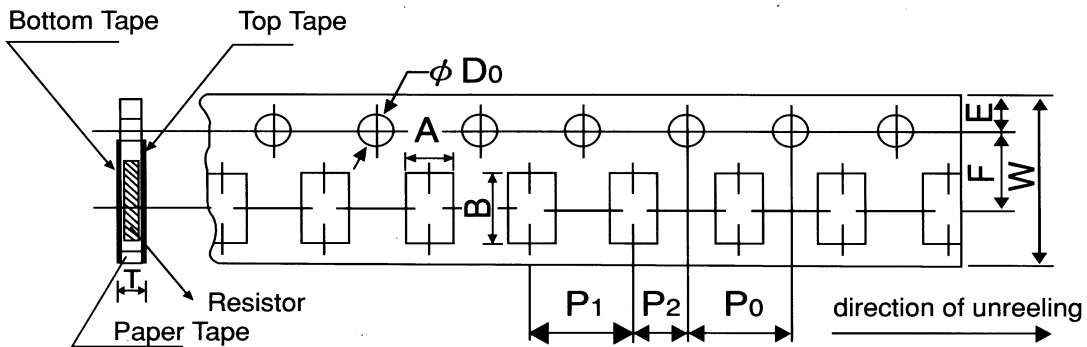 Bottom Tape
Top Tape
φ D0
A
E
F
W
B
T
Resistor
Paper Tape
P1
P2
P0
direction of unreeling